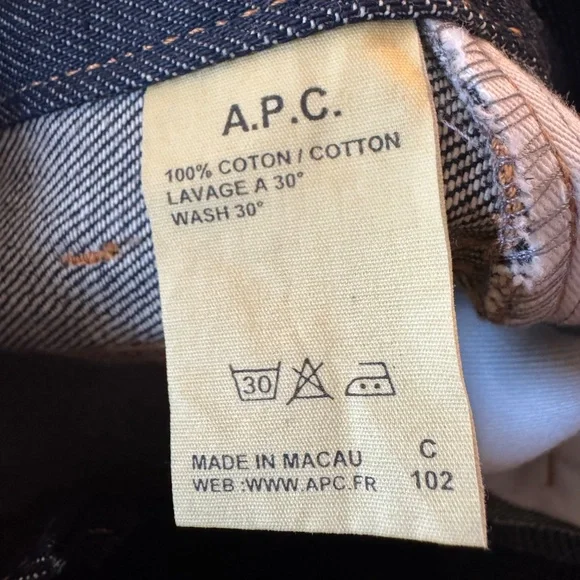 A.P.C.
100% COTON / COTTON
LAVAGE A 30°
WASH 30°
30
MADE IN MACAU
WEB :WWW.APC.FR
C
102